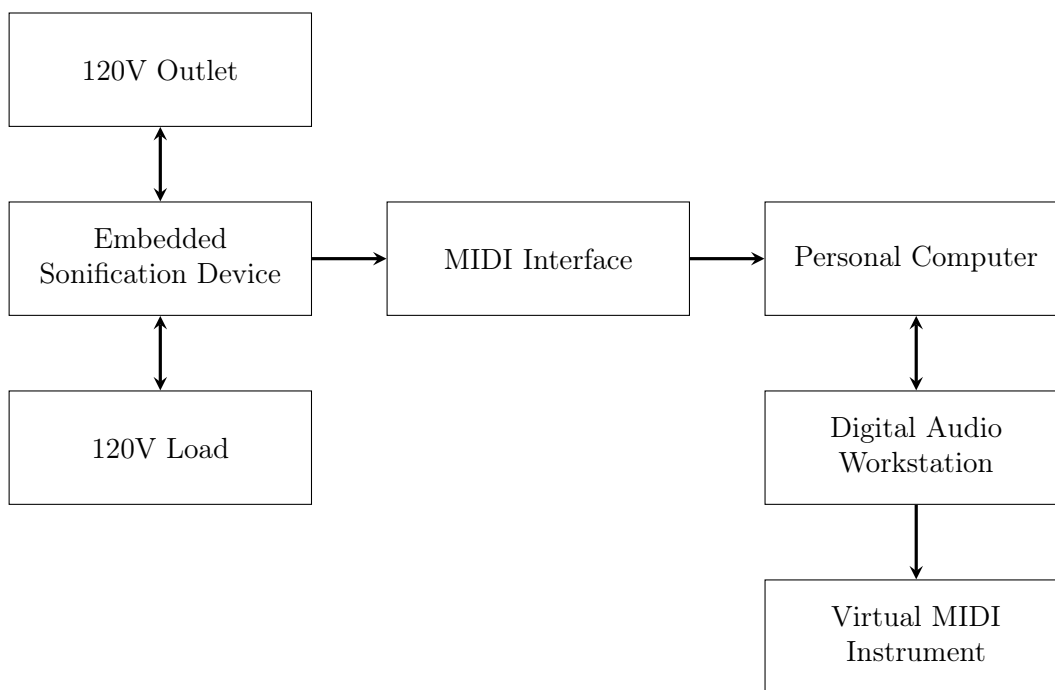 120V Outlet
Embedded
Sonification Device
MIDI Interface
Personal Computer
120V Load
Digital Audio
Workstation
Virtual MIDI
Instrument